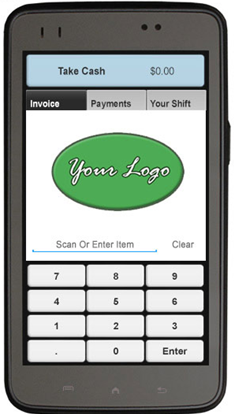 Take Cash $0.00
Invoice Payments Your Shift
Your Logo
Scan Or Enter Item Clear
7 8 9
4 5 6
1 2 3
. 0 Enter